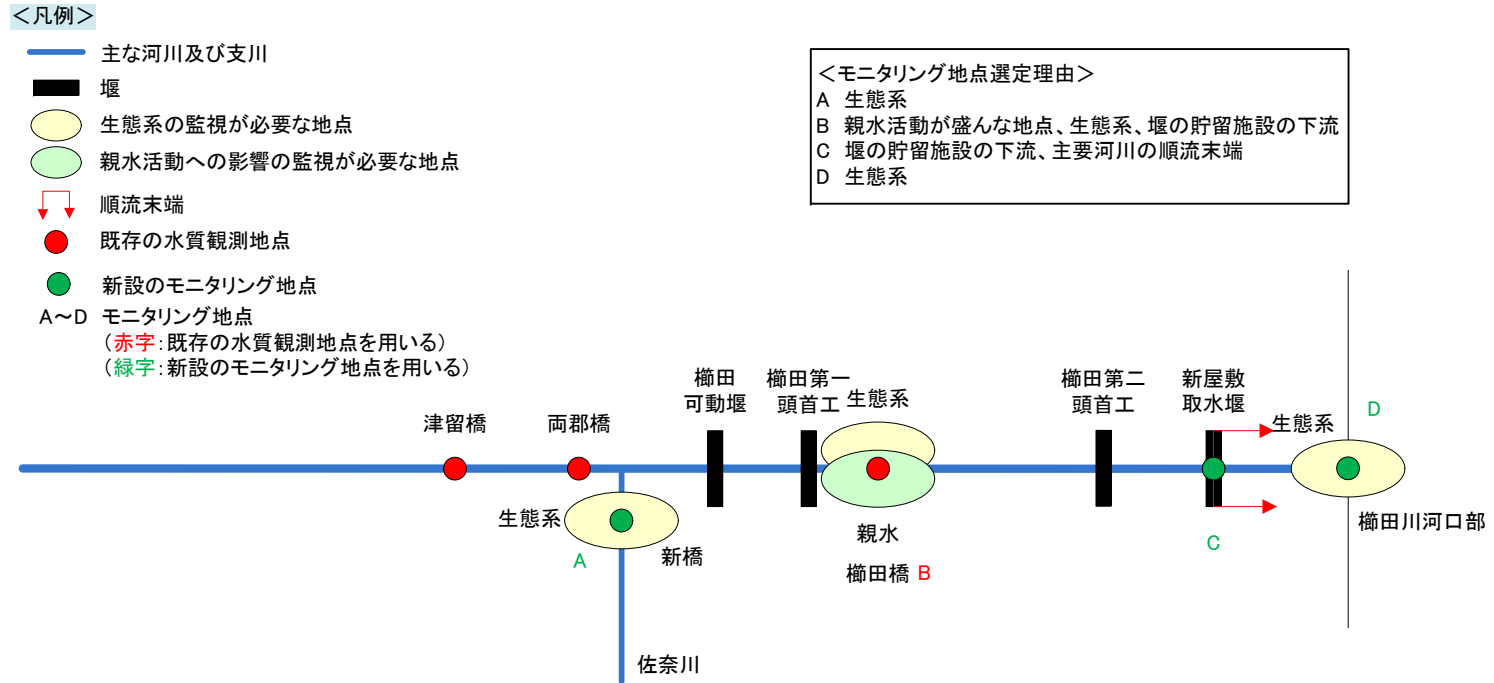 ＜凡例＞
主な河川及び支川
堰
生態系の監視が必要な地点
親水活動への影響の監視が必要な地点
順流末端
既存の水質観測地点
新設のモニタリング地点
A～D モニタリング地点
（赤字：既存の水質観測地点を用いる）
（緑字：新設のモニタリング地点を用いる）
＜モニタリング地点選定理由＞
A 生態系
B 親水活動が盛んな地点、生態系、堰の貯留施設の下流
C 堰の貯留施設の下流、主要河川の順流末端
D 生態系
津留橋
両郡橋
櫛田
可動堰
櫛田第一
頭首工
生態系
櫛田第二
頭首工
新屋敷
取水堰
生態系
D
生態系
A
新橋
親水
櫛田橋 B
C
櫛田川河口部
佐奈川